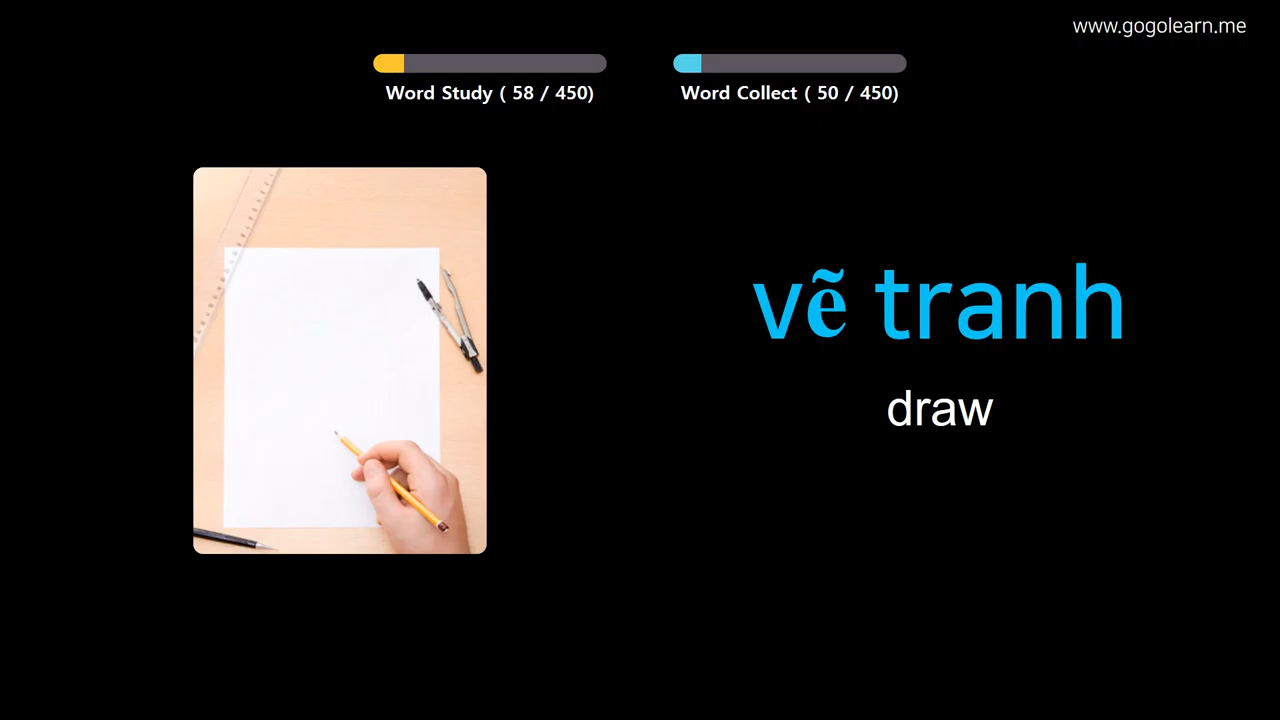 www.gogolearn.me
Word Study ( 58 / 450)
Word Collect ( 50 / 450)
vẽ tranh
draw